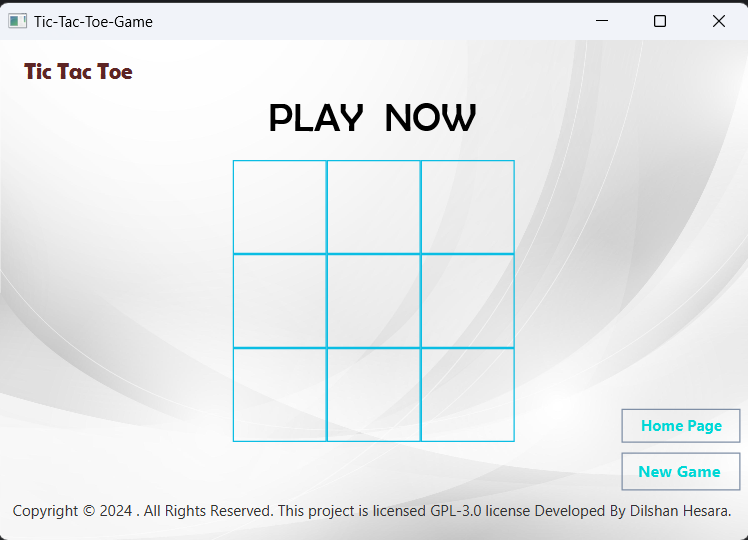 Tic-Tac-Toe-Game
Tic Tac Toe
PLAY NOW
Home Page
New Game
Copyright © 2024 . All Rights Reserved. This project is licensed GPL-3.0 license Developed By Dilshan Hesara.